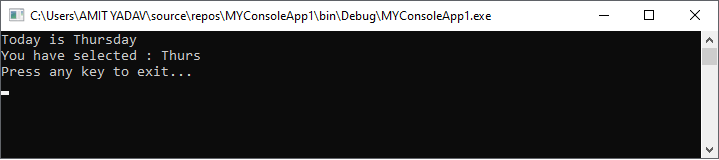 C:\Users\AMIT YADAV\source\repos\MYConsoleApp1\bin\Debug\MYConsoleApp1.exe
Today is Thursday
You have selected : Thurs
Press any key to exit...